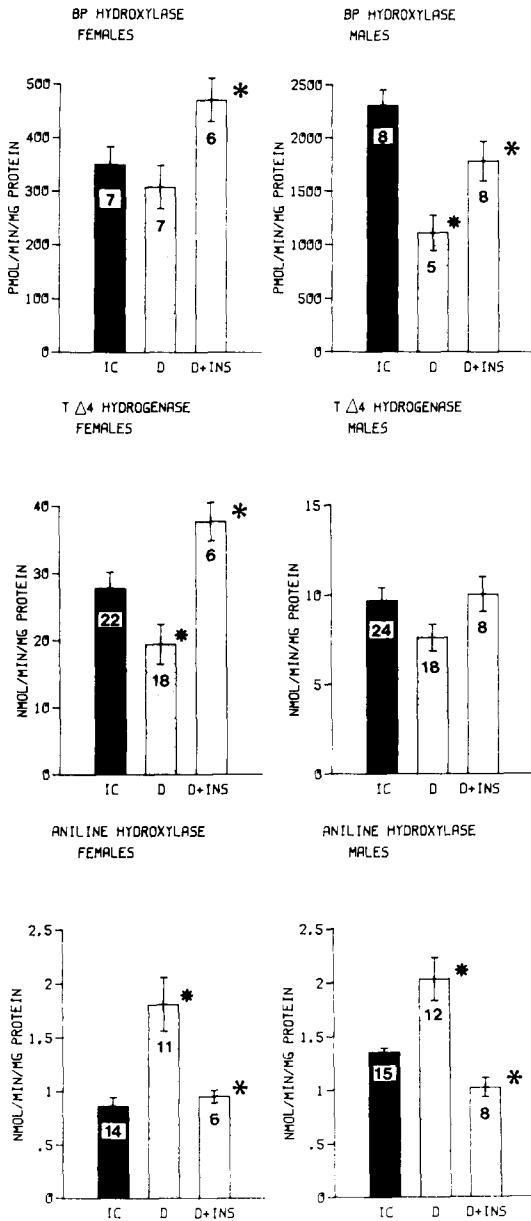 BP HYDROXYLASE
FEMALES
PMOL/MIN/MG PROTEIN
500
400
300
200
100
0
7
7
6
*
IC D D+INS
BP HYDROXYLASE
MALES
PMOL/MIN/MG PROTEIN
2500
2000
1500
1000
500
0
8
5
*
8
*
IC D D+INS
T Δ4 HYDROGENASE
FEMALES
NMOL/MIN/MG PROTEIN
40
30
20
10
0
22
18
*
6
*
IC D D+INS
T Δ4 HYDROGENASE
MALES
NMOL/MIN/MG PROTEIN
15
10
5
0
24
18
8
IC D D+INS
ANILINE HYDROXYLASE
FEMALES
NMOL/MIN/MG PROTEIN
2.5
2
1.5
1
.5
0
14
11
*
6
*
IC D D+INS
ANILINE HYDROXYLASE
MALES
NMOL/MIN/MG PROTEIN
2.5
2
1.5
1
.5
0
15
12
*
8
*
IC D D+INS